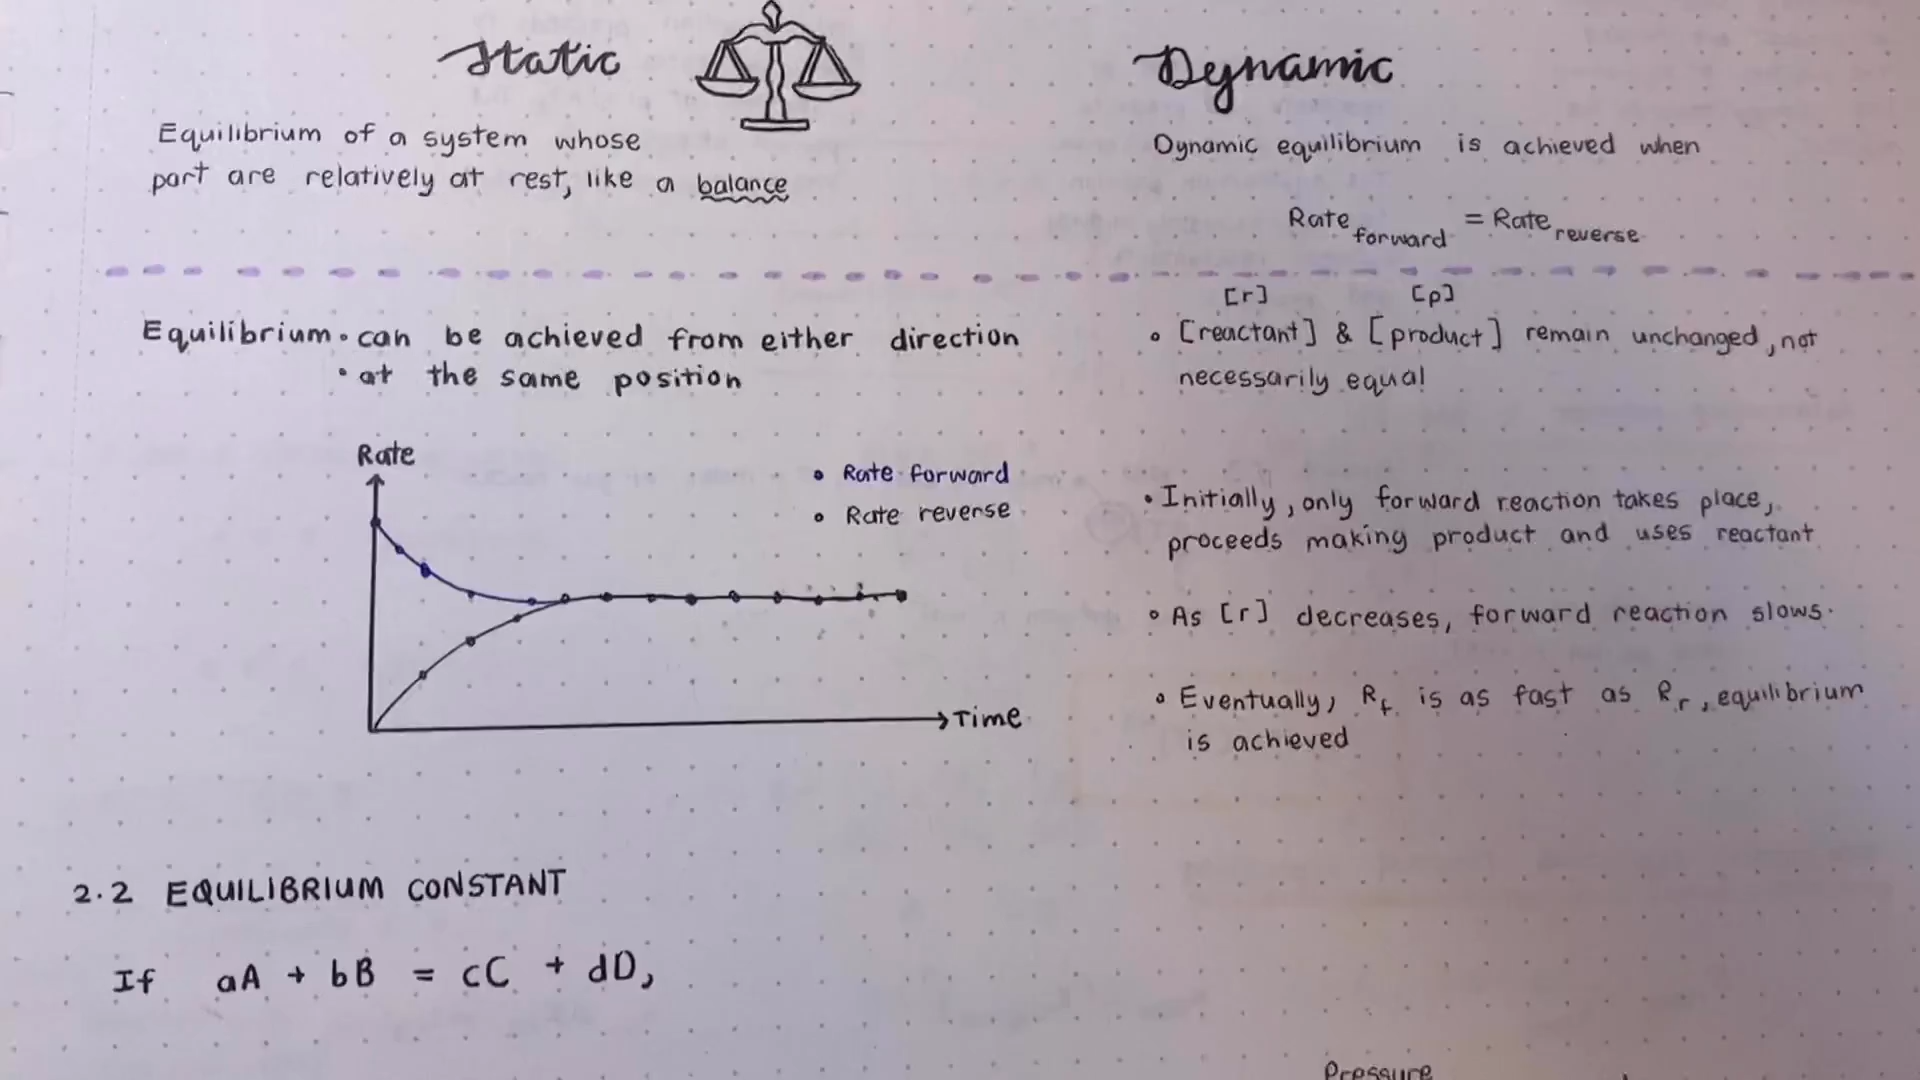 Static
Equilibrium of a system whose
part are relatively at rest, like a balance
Dynamic
Dynamic equilibrium is achieved when
Rate forward = Rate reverse
Equilibrium • can be achieved from either direction
• at the same position
[r] [p]
• [reactant] & [product] remain unchanged, not
necessarily equal
Rate
• Rate forward
• Rate reverse
Time
• Initially, only forward reaction takes place,
proceeds making product and uses reactant
• As [r] decreases, forward reaction slows.
• Eventually, Rf is as fast as Rr, equilibrium
is achieved
2.2 EQUILIBRIUM CONSTANT
If aA + bB = cC + dD,
Pressure